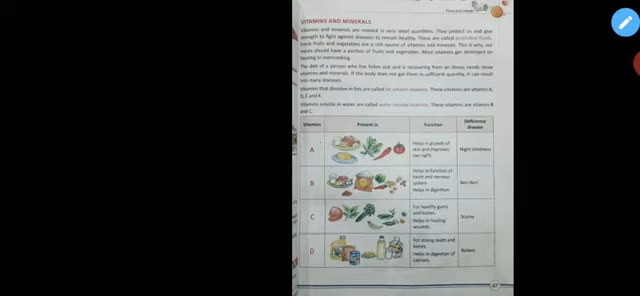 Food and Health
VITAMINS AND MINERALS
Vitamins and minerals are needed in very small quantities. They protect us and give
strength to fight against diseases to remain healthy. These are called protective foods.
Fresh fruits and vegetables are a rich source of vitamins and minerals. This is why, our
meals should have a portion of fruits and vegetables. Most vitamins get destroyed on
heating or overcooking.
The diet of a person who has fallen sick and is recovering from an illness needs more
vitamins and minerals. If the body does not get them in sufficient quantity, it can result
into many diseases.
Vitamins that dissolve in fats are called fat soluble vitamins. These vitamins are vitamin A,
D, E and K.
Vitamins soluble in water are called water soluble vitamins. These vitamins are vitamin B
and C.
Vitamins Present in Function Deficiency disease
A Helps in growth of
skin and improves
eye sight. Night blindness
B Helps in function of
heart and nervous
system.
Helps in digestion. Beri Beri
C For healthy gums
and bones.
Helps in healing
wounds. Scurvy
D For strong teeth and
bones.
Helps in digestion of
calcium. Rickets
47